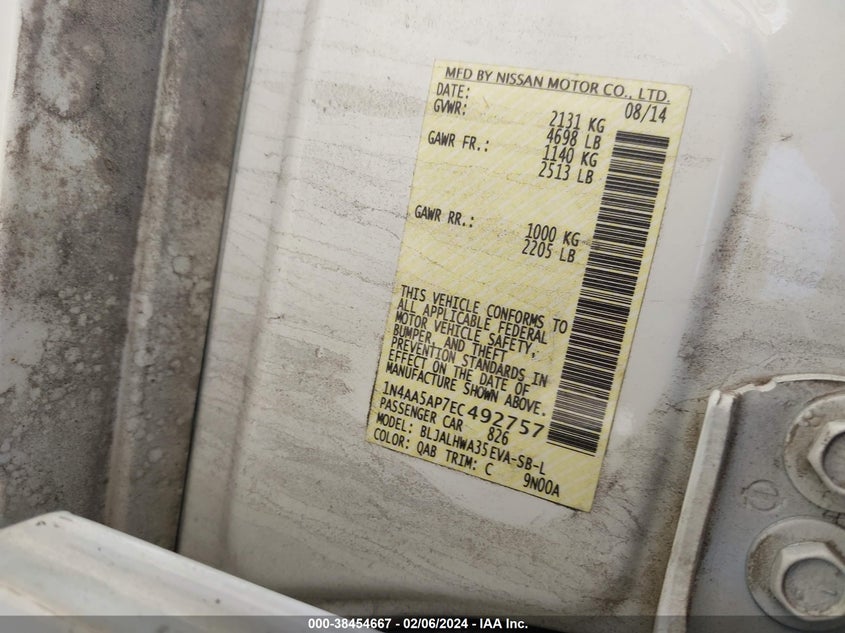 MFD BY NISSAN MOTOR CO., LTD.
DATE: 08/14
GVWR: 2131 KG
4698 LB
GAWR FR.: 1140 KG
2513 LB
GAWR RR.: 1000 KG
2205 LB
THIS VEHICLE CONFORMS TO
ALL APPLICABLE FEDERAL
MOTOR VEHICLE SAFETY,
BUMPER, AND THEFT
PREVENTION STANDARDS IN
EFFECT ON THE DATE OF
MANUFACTURE SHOWN ABOVE.
1N4AA5AP7EC492757
PASSENGER CAR 826
MODEL: BLJALHWA35EVA-SB-L
COLOR: QAB TRIM: C 9N00A
000-38454667 - 02/06/2024 - IAA Inc.